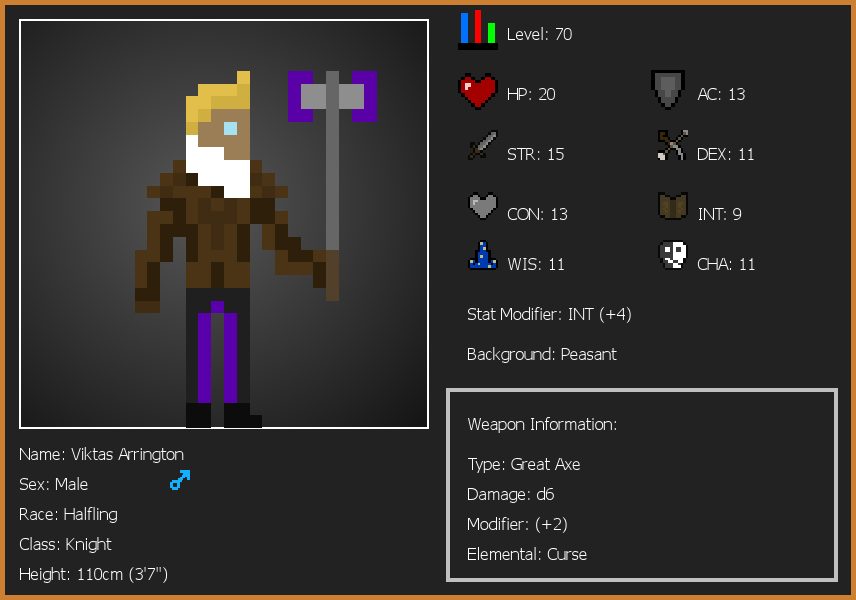 Level: 70
HP: 20
AC: 13
STR: 15
DEX: 11
CON: 13
INT: 9
WIS: 11
CHA: 11
Stat Modifier: INT (+4)
Background: Peasant
Weapon Information:
Type: Great Axe
Damage: d6
Modifier: (+2)
Elemental: Curse
Name: Viktas Arrington
Sex: Male
Race: Halfling
Class: Knight
Height: 110cm (3'7")